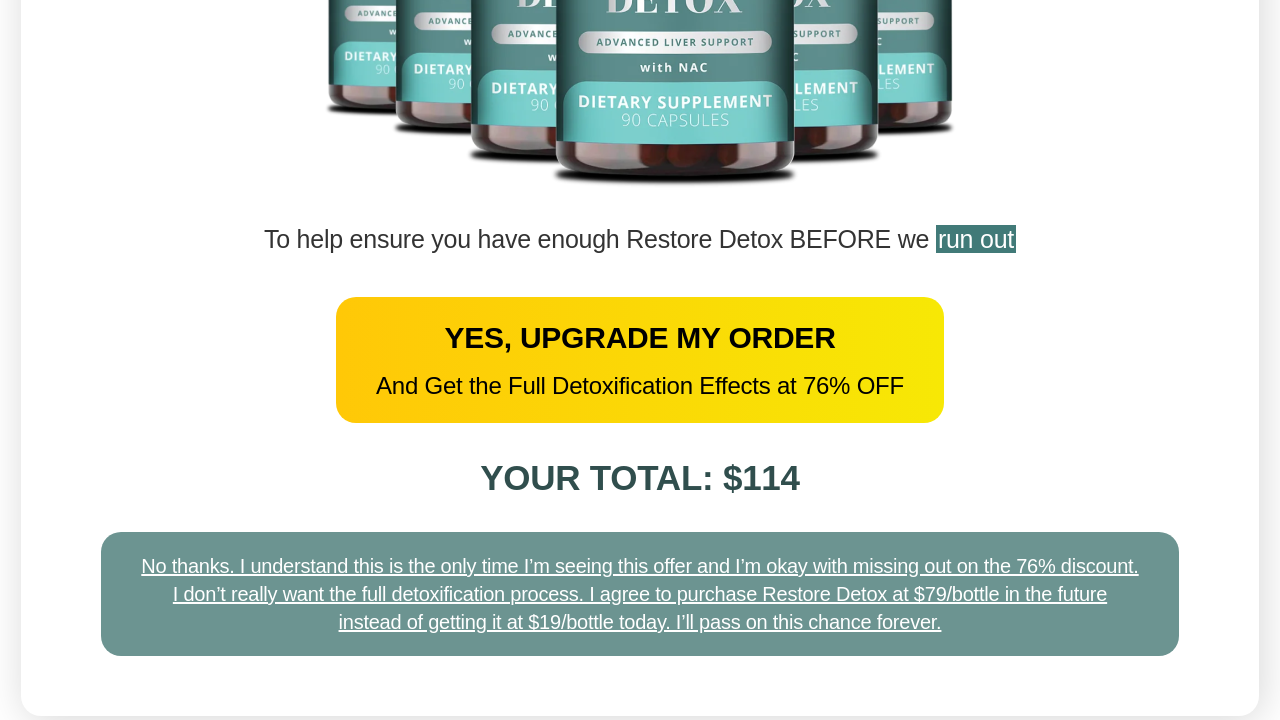 DETOX
ADVANCED LIVER SUPPORT
with NAC
DIETARY SUPPLEMENT
90 CAPSULES
To help ensure you have enough Restore Detox BEFORE we run out
YES, UPGRADE MY ORDER
And Get the Full Detoxification Effects at 76% OFF
YOUR TOTAL: $114
No thanks. I understand this is the only time I’m seeing this offer and I’m okay with missing out on the 76% discount.
I don’t really want the full detoxification process. I agree to purchase Restore Detox at $79/bottle in the future
instead of getting it at $19/bottle today. I’ll pass on this chance forever.